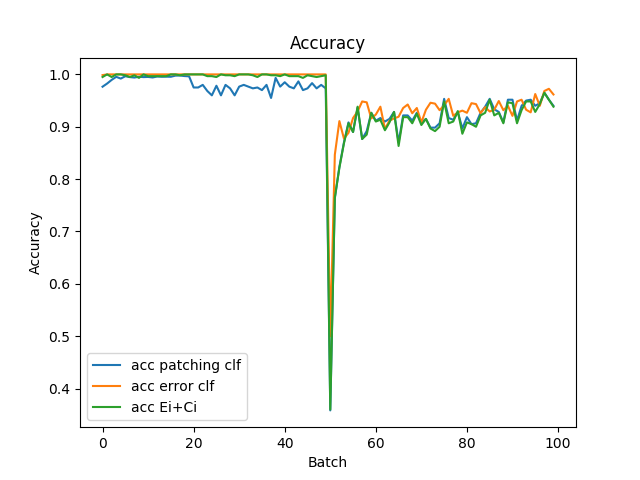 Accuracy
1.0
0.9
0.8
0.7
0.6
0.5
0.4
Accuracy
acc patching clf
acc error clf
acc Ei+Ci
0 20 40 60 80 100
Batch